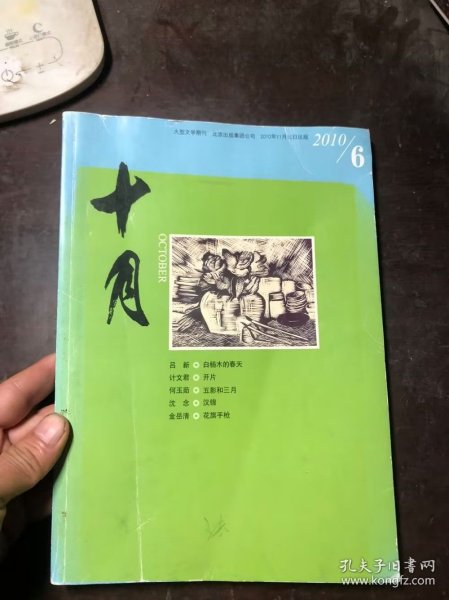 大型文学期刊 北京出版集团公司 2010年11月10日出版
2010/6
十月
OCTOBER
吕新 白杨木的春天
计文君 开片
何玉茹 五彭和三月
沈念 汉锦
金岳清 花旗手枪
孔夫子旧书网
www.kongfz.com